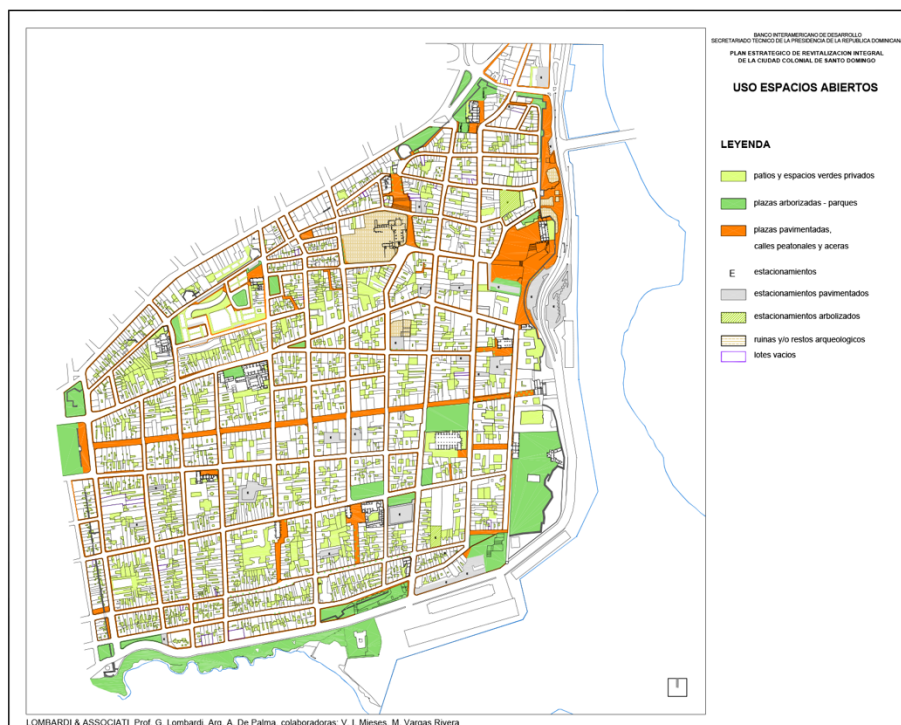 BANCO INTERAMERICANO DE DESARROLLO
SECRETARIADO TECNICO DE LA PRESIDENCIA DE LA REPUBLICA DOMINICANA
PLAN ESTRATEGICO DE REVITALIZACION INTEGRAL
DE LA CIUDAD COLONIAL DE SANTO DOMINGO
USO ESPACIOS ABIERTOS
LEYENDA
patios y espacios verdes privados
plazas arborizadas - parques
plazas pavimentadas,
calles peatonales y aceras
E estacionamientos
estacionamientos pavimentados
estacionamientos arbolizados
ruinas y/o restos arqueologicos
lotes vacios
LOMBARDI & ASSOCIATI Prof. G. Lombardi, Arq. A. De Palma, colaboradoras: V. I. Mieses, M. Vargas Rivera